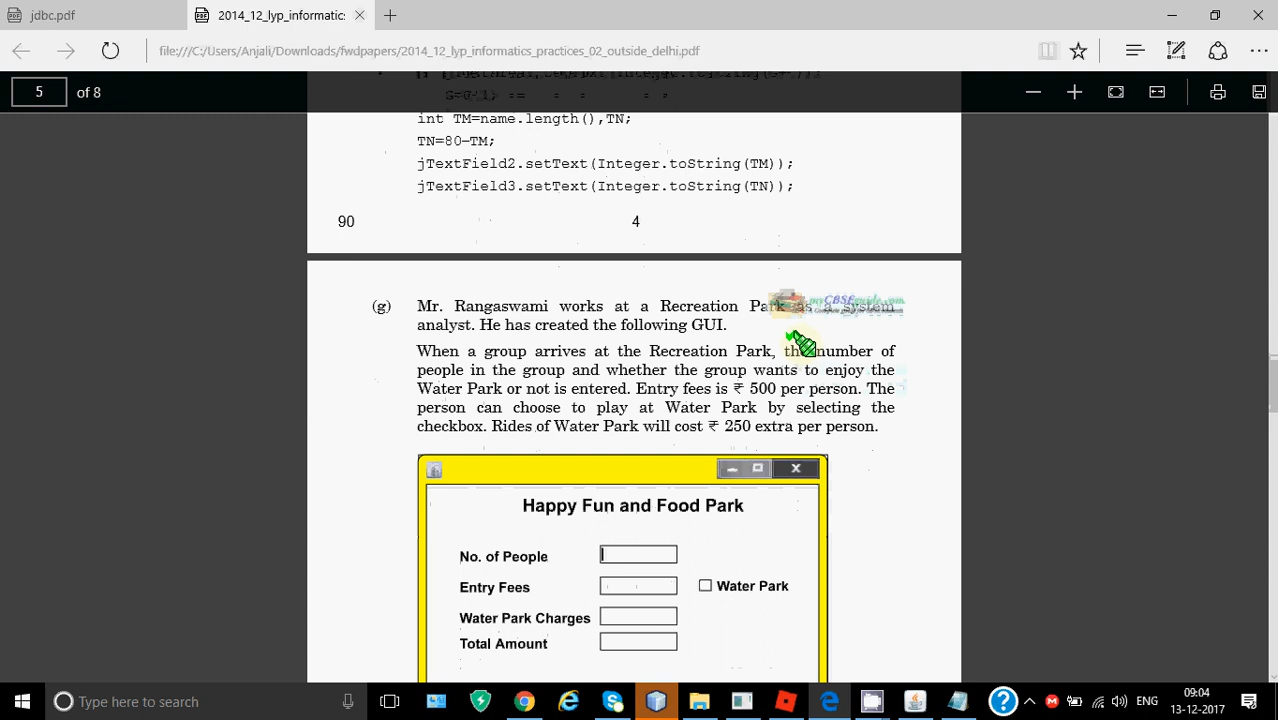 jdbc.pdf
2014_12_lyp_informatic:
file:///C:/Users/Anjali/Downloads/fwdpapers/2014_12_lyp_informatics_practices_02_outside_delhi.pdf
5 of 8
int TM=name.length(),TN;
TN=80-TM;
jTextField2.setText(Integer.toString(TM));
jTextField3.setText(Integer.toString(TN));
90 4
(g) Mr. Rangaswami works at a Recreation Park as a system
myCBSEguide.com
analyst. He has created the following GUI.
When a group arrives at the Recreation Park, the number of
people in the group and whether the group wants to enjoy the
Water Park or not is entered. Entry fees is ₹ 500 per person. The
person can choose to play at Water Park by selecting the
checkbox. Rides of Water Park will cost ₹ 250 extra per person.
Happy Fun and Food Park
No. of People
Entry Fees Water Park
Water Park Charges
Total Amount
Type here to search
ENG
09:04
13-12-2017